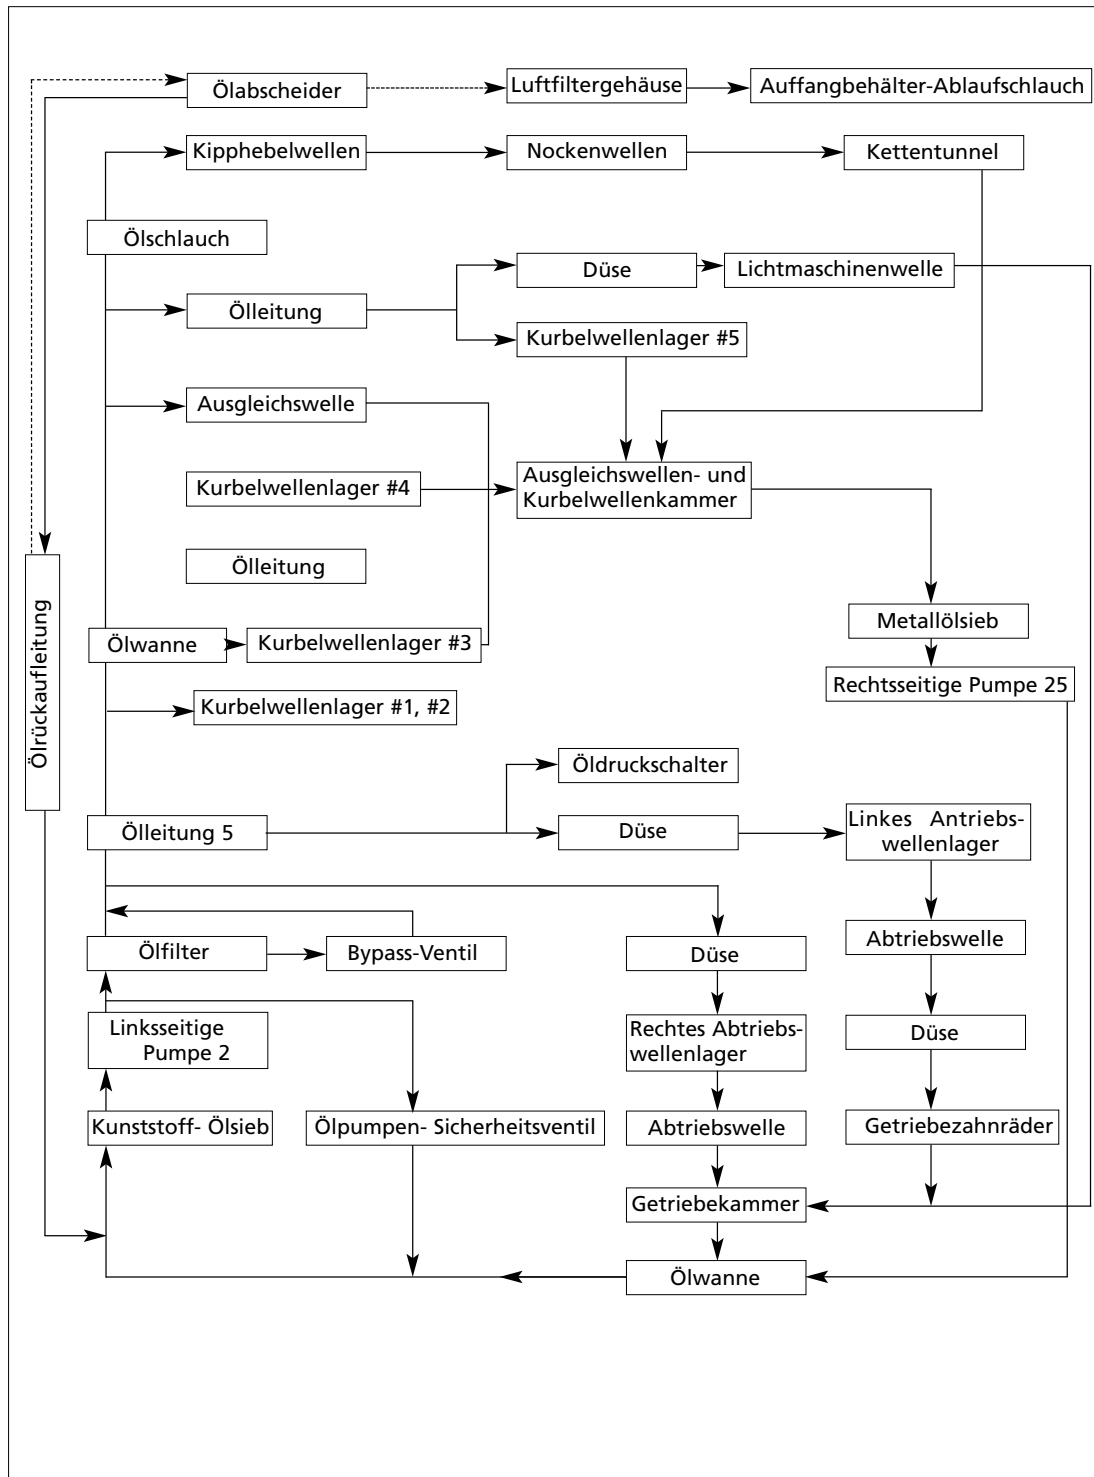 Ölabscheider
Luftfiltergehäuse
Auffangbehälter-Ablaufschlauch
Kipphebelwellen
Nockenwellen
Kettentunnel
Ölschlauch
Düse
Lichtmaschinenwelle
Ölleitung
Kurbelwellenlager #5
Ausgleichswelle
Kurbelwellenlager #4
Ausgleichswellen- und
Kurbelwellenkammer
Ölleitung
Ölrückaufleitung
Metallölsieb
Ölwanne
Kurbelwellenlager #3
Rechtsseitige Pumpe 25
Kurbelwellenlager #1, #2
Öldruckschalter
Ölleitung 5
Düse
Linkes Antriebs-
wellenlager
Ölfilter
Bypass-Ventil
Düse
Abtriebswelle
Linksseitige
Pumpe 2
Rechtes Abtriebs-
wellenlager
Düse
Kunststoff- Ölsieb
Ölpumpen- Sicherheitsventil
Abtriebswelle
Getriebezahnräder
Getriebekammer
Ölwanne